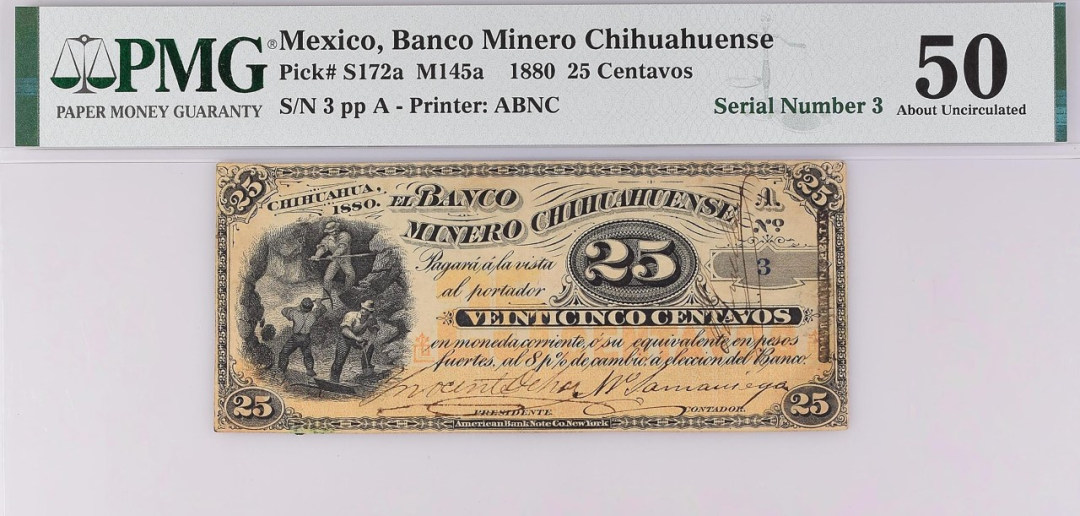 PMG®
PAPER MONEY GUARANTY
Mexico, Banco Minero Chihuahuense
Pick# S172a M145a 1880 25 Centavos
S/N 3 pp A - Printer: ABNC
Serial Number 3
50
About Uncirculated
25
25
CHIHUAHUA,
1880.
EL BANCO
MINERO CHIHUAHUENSE
A.
Nº
3
25
Pagará, á, la vista
al portador
VEINTICINCO CENTAVOS
en moneda corriente, ó su equivalente, en pesos
fuertes, al 8 p% de cambio, á elección del Banco.
PRESIDENTE.
CONTADOR.
25
25
American Bank Note Co. New York